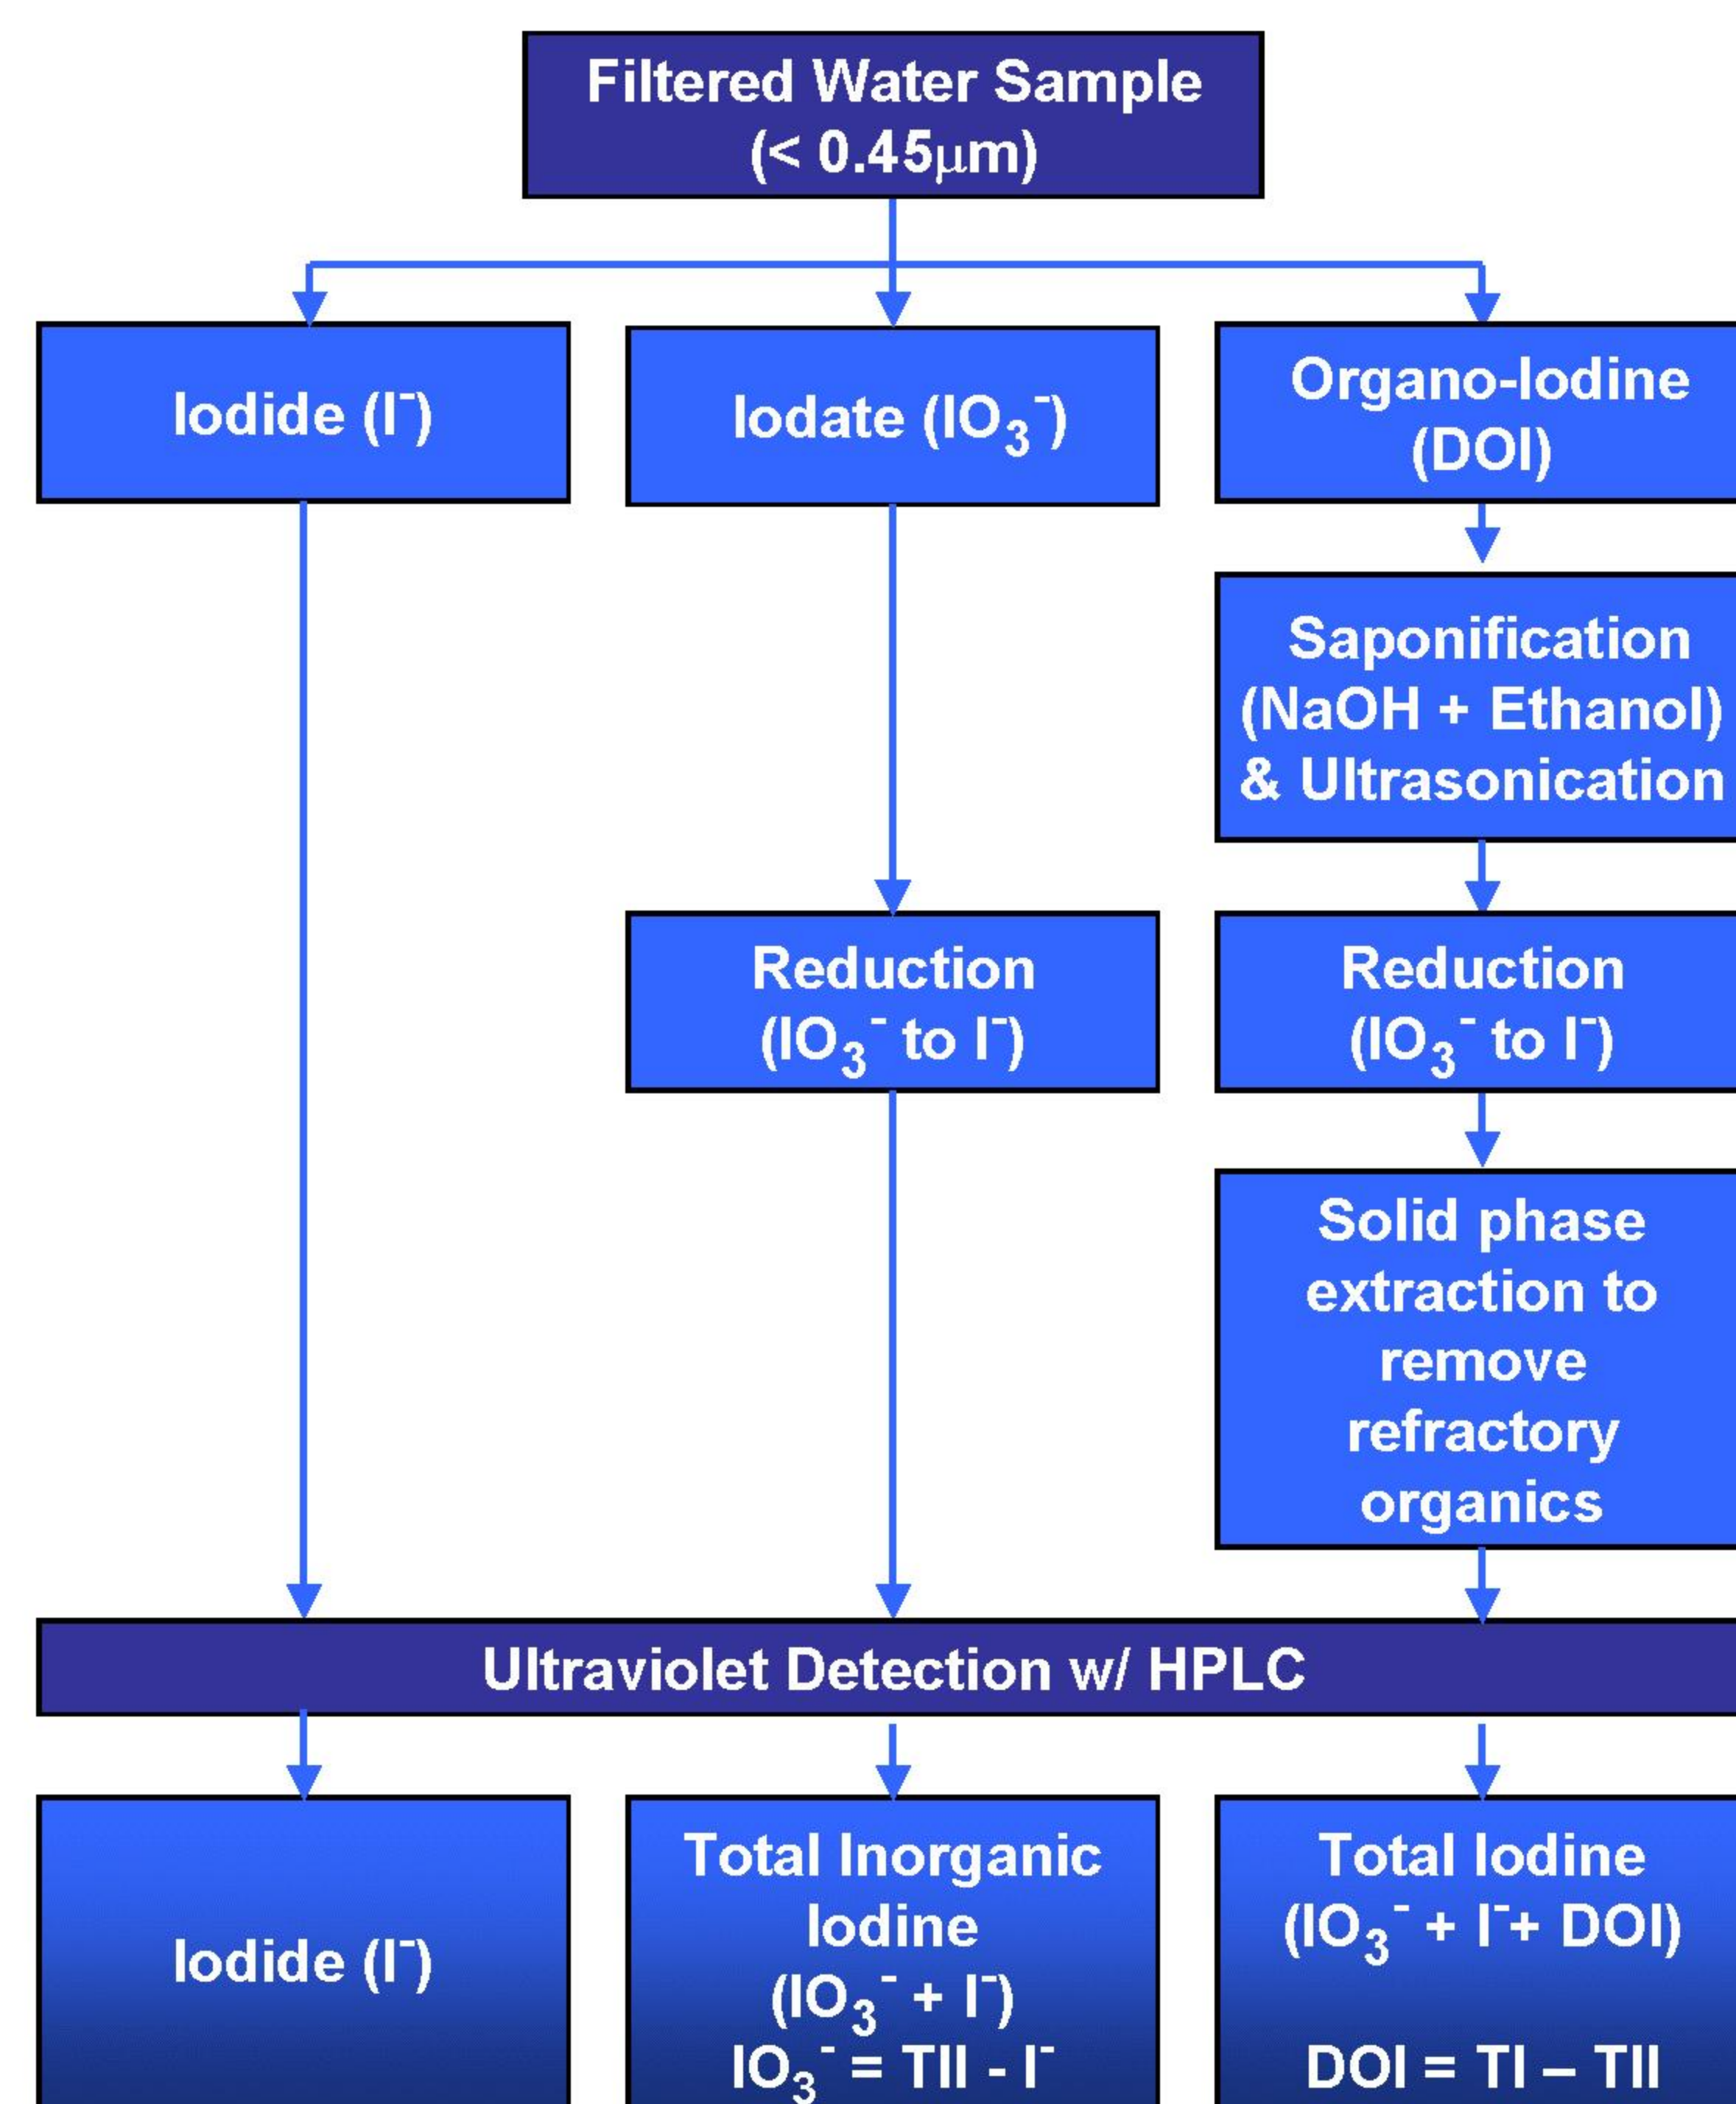 Filtered Water Sample
(< 0.45μm)
Iodide (I⁻)
Iodate (IO₃⁻)
Organo-Iodine
(DOI)
Saponification
(NaOH + Ethanol)
& Ultrasonication
Reduction
(IO₃⁻ to I⁻)
Reduction
(IO₃⁻ to I⁻)
Solid phase
extraction to
remove
refractory
organics
Ultraviolet Detection w/ HPLC
Iodide (I⁻)
Total Inorganic
Iodine
(IO₃⁻ + I⁻)
IO₃⁻ = TII - I⁻
Total Iodine
(IO₃⁻ + I⁻+ DOI)
DOI = TI – TII